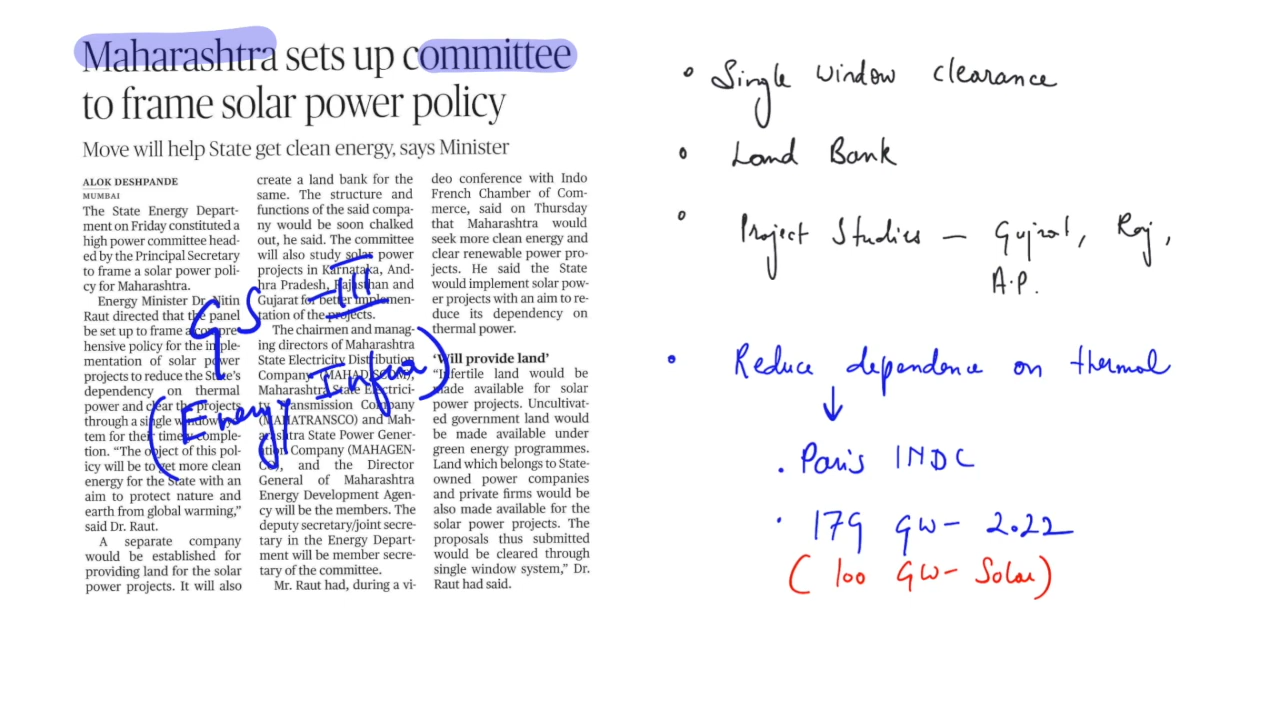 Maharashtra sets up committee
to frame solar power policy
Move will help State get clean energy, says Minister
ALOK DESHPANDE
MUMBAI
The State Energy Depart-
ment on Friday constituted a
high power committee head-
ed by the Principal Secretary
to frame a solar power poli-
cy for Maharashtra.
Energy Minister Dr. Nitin
Raut directed that the panel
be set up to frame a compre-
hensive policy for the imple-
mentation of solar power
projects to reduce the State's
dependency on thermal
power and clear the projects
through a single window
tem for their timely comple-
tion. "The object of this pol-
icy will be to get more clean
energy for the State with an
aim to protect nature and
earth from global warming,"
said Dr. Raut.
A separate company
would be established for
providing land for the solar
power projects. It will also
create a land bank for the
same. The structure and
functions of the said compa-
ny would be soon chalked
out, he said. The committee
will also study solar power
projects in Karnataka, And-
hra Pradesh, Rajasthan and
Gujarat for better implemen-
tation of the projects.
The chairmen and manag-
ing directors of Maharashtra
State Electricity Distribution
Company (MAHADISCOM),
Maharashtra State Electrici-
ty Transmission Company
(MAHATRANSCO) and Mah-
arashtra State Power Gener-
ation Company (MAHAGEN-
CO), and the Director
General of Maharashtra
Energy Development Agen-
cy will be the members. The
deputy secretary/joint secre-
tary in the Energy Depart-
ment will be member secre-
tary of the committee.
Mr. Raut had, during a vi-
deo conference with Indo
French Chamber of Com-
merce, said on Thursday
that Maharashtra would
seek more clean energy and
clear renewable power pro-
jects. He said the State
would implement solar pow-
er projects with an aim to re-
duce its dependency on
thermal power.
'Will provide land'
"Infertile land would be
made available for solar
power projects. Uncultivat-
ed government land would
be made available under
green energy programmes.
Land which belongs to State-
owned power companies
and private firms would be
also made available for the
solar power projects. The
proposals thus submitted
would be cleared through
single window system," Dr.
Raut had said.
GS - III
(Energy Infra)
• Single window clearance
• Land Bank
• Project Studies — Gujrat, Raj,
A.P.
• Reduce dependence on thermal
↓
. Paris INDC
. 179 GW - 2022
(100 GW - Solar)